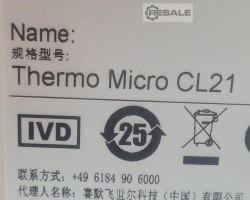 RESALE
Name:
规格型号:
Thermo Micro CL21
IVD
25
联系方式: +49 6184 90 6000
代理人名称: 赛默飞世尔科技（中国）有限公司